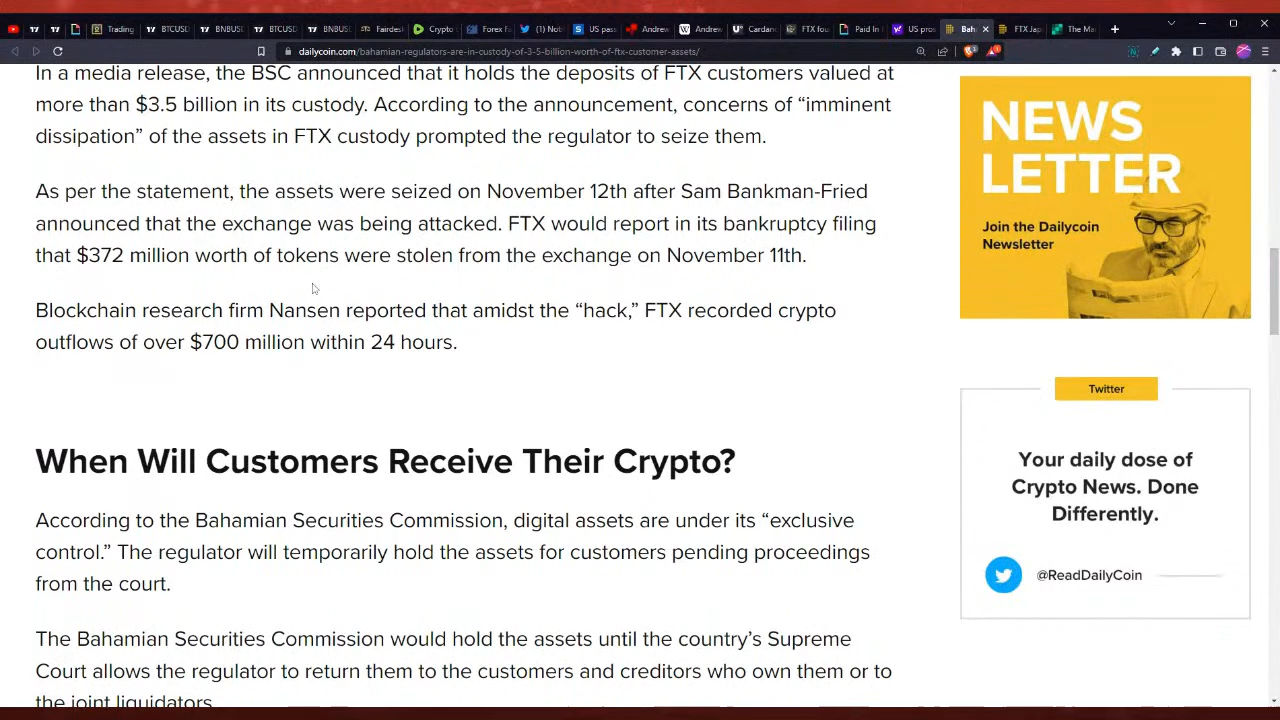 Trading
BTCUSD
BNBUS
BTCUSD
BNBUS
Fairdes
Crypto
Forex F
(1) Not
US pass
Andrew
Andrew
Cardan
FTX fou
Paid In
US pros
Bah
FTX Jap
The Ma
dailycoin.com/bahamian-regulators-are-in-custody-of-3-5-billion-worth-of-ftx-customer-assets/
In a media release, the BSC announced that it holds the deposits of FTX customers valued at
more than $3.5 billion in its custody. According to the announcement, concerns of “imminent
dissipation” of the assets in FTX custody prompted the regulator to seize them.
As per the statement, the assets were seized on November 12th after Sam Bankman-Fried
announced that the exchange was being attacked. FTX would report in its bankruptcy filing
that $372 million worth of tokens were stolen from the exchange on November 11th.
Blockchain research firm Nansen reported that amidst the “hack,” FTX recorded crypto
outflows of over $700 million within 24 hours.
When Will Customers Receive Their Crypto?
According to the Bahamian Securities Commission, digital assets are under its “exclusive
control.” The regulator will temporarily hold the assets for customers pending proceedings
from the court.
The Bahamian Securities Commission would hold the assets until the country’s Supreme
Court allows the regulator to return them to the customers and creditors who own them or to
the joint liquidators.
NEWS
LETTER
Join the Dailycoin
Newsletter
Twitter
Your daily dose of
Crypto News. Done
Differently.
@ReadDailyCoin